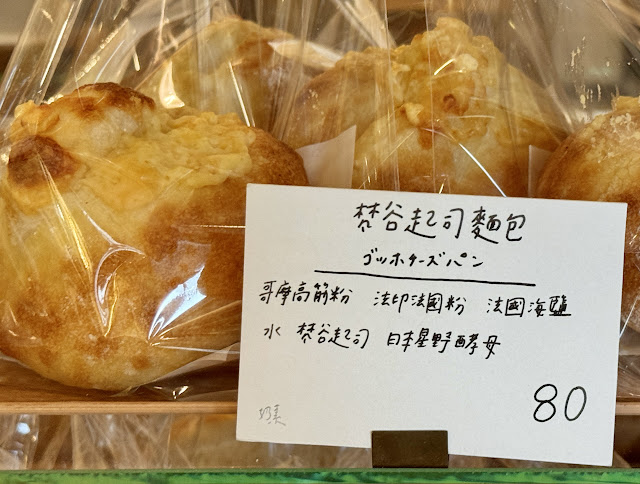 梵谷起司麵包
ゴッホチーズパン
哥摩高筋粉 法印法國粉 法國海鹽
水 梵谷起司 日本星野酵母
80